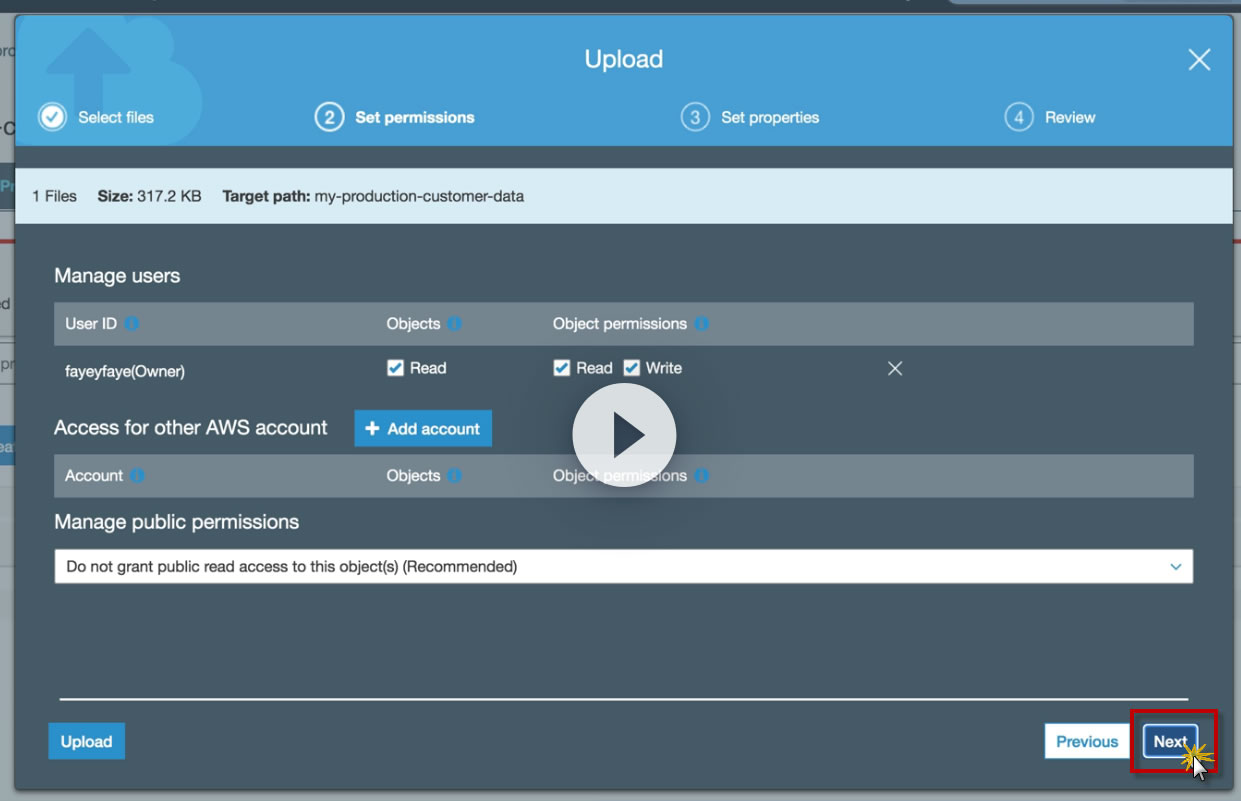 Upload
Select files
2 Set permissions
3 Set properties
4 Review
1 Files Size: 317.2 KB Target path: my-production-customer-data
Manage users
User ID Objects Object permissions
fayeyfaye(Owner) Read Read Write
Access for other AWS account + Add account
Account Objects Object permissions
Manage public permissions
Do not grant public read access to this object(s) (Recommended)
Upload Previous Next